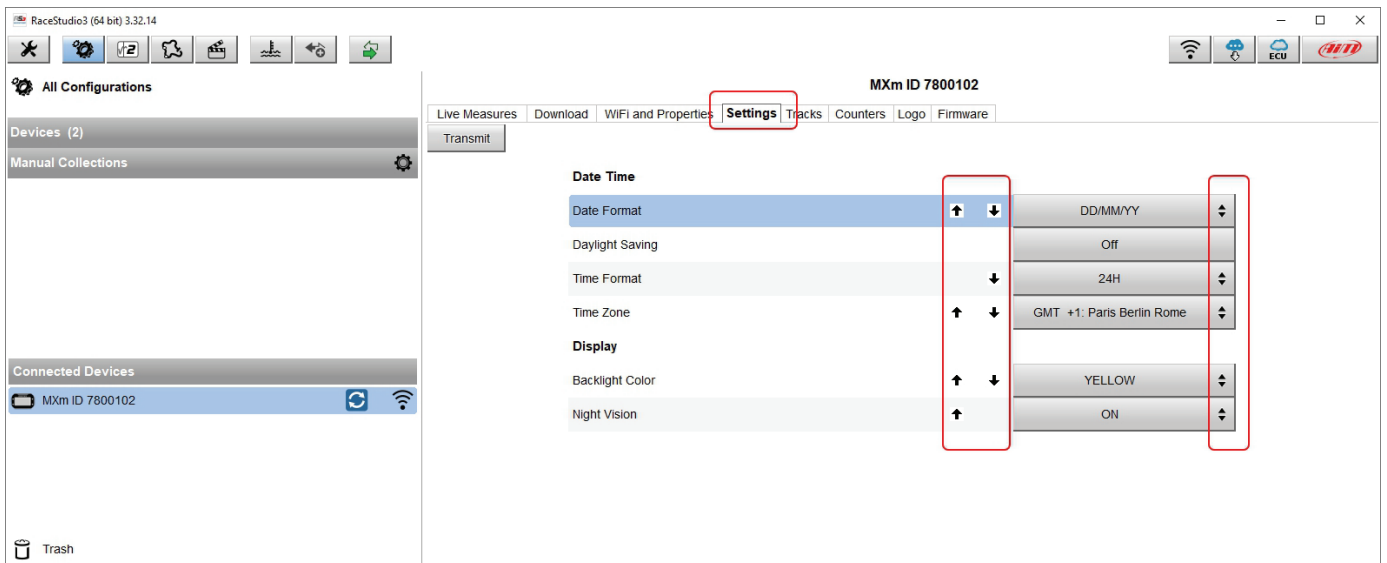 RaceStudio3 (64 bit) 3.32.14
ECU
AiM
All Configurations
MXm ID 7800102
Live Measures Download WiFi and Properties Settings Tracks Counters Logo Firmware
Devices (2)
Transmit
Manual Collections
Date Time
Date Format DD/MM/YY
Daylight Saving Off
Time Format 24H
Time Zone GMT +1: Paris Berlin Rome
Display
Connected Devices
Backlight Color YELLOW
MXm ID 7800102
Night Vision ON
Trash